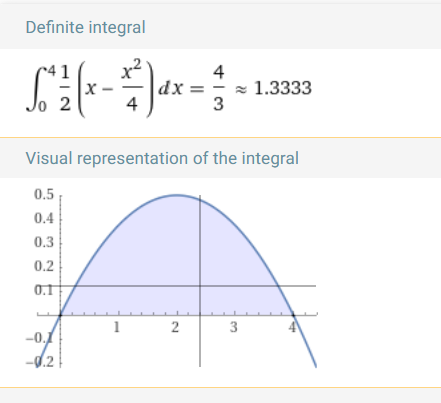 Definite integral
∫₀⁴ 1/2 (x − x²/4) dx = 4/3 ≈ 1.3333
Visual representation of the integral
0.5
0.4
0.3
0.2
0.1
1 2 3 4
-0.1
-0.2